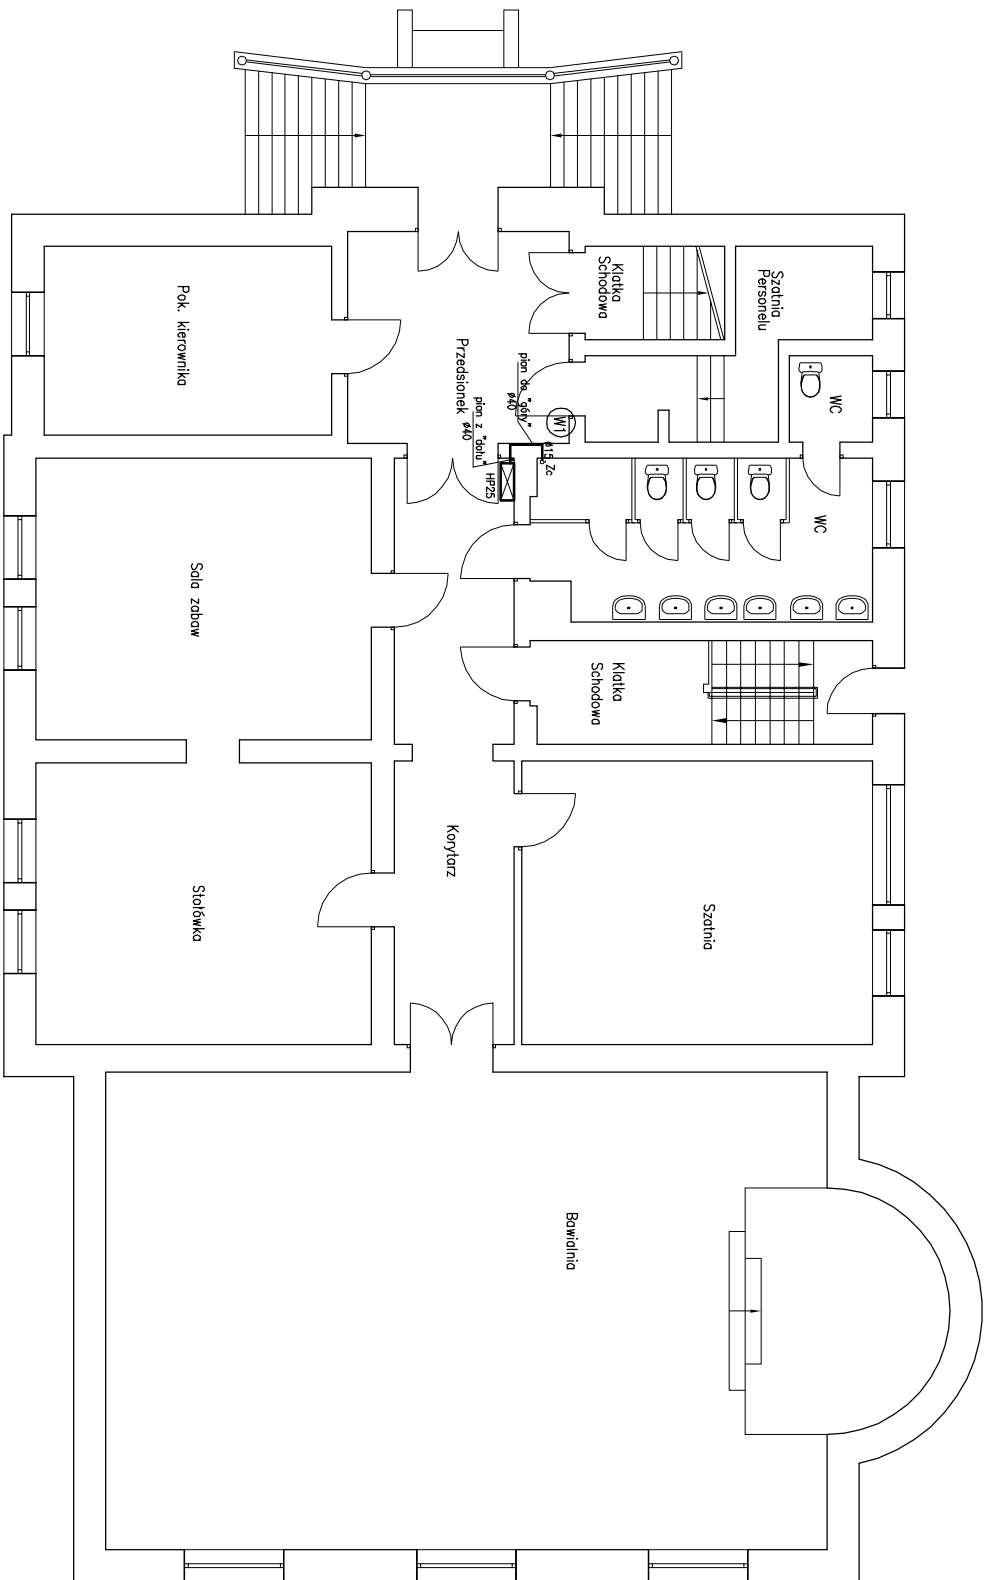 Szatnia
Personelu
WC
WC
Klatka
Schodowa
pion do "góry"
ø40
W1
ø15 Zc
pion z "dołu"
ø40
HP25
Przedsionek
Pok. kierownika
Klatka
Schodowa
Sala zabaw
Korytarz
Szatnia
Stołówka
Bawialnia